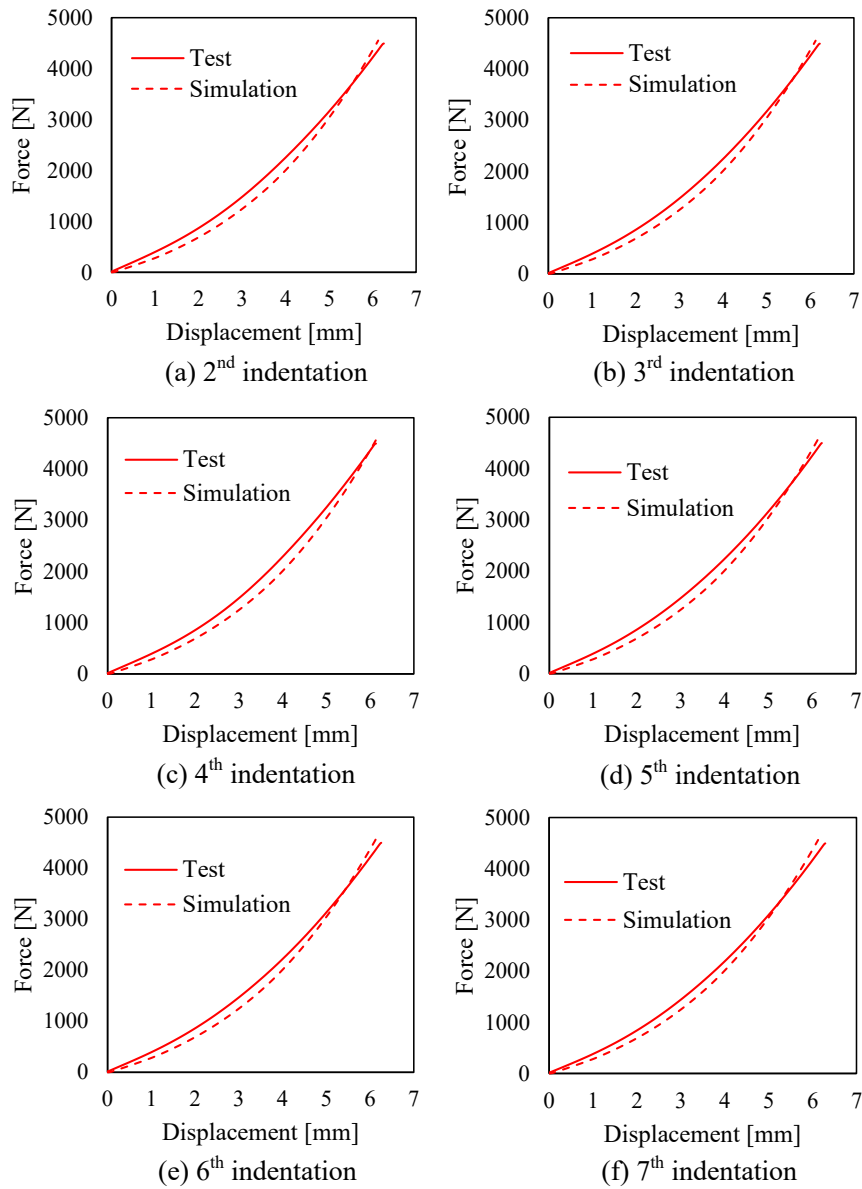 5000
4000
3000
2000
1000
0
Force [N]
Test
Simulation
0 1 2 3 4 5 6 7
Displacement [mm]
(a) 2nd indentation
5000
4000
3000
2000
1000
0
Force [N]
Test
Simulation
0 1 2 3 4 5 6 7
Displacement [mm]
(b) 3rd indentation
5000
4000
3000
2000
1000
0
Force [N]
Test
Simulation
0 1 2 3 4 5 6 7
Displacement [mm]
(c) 4th indentation
5000
4000
3000
2000
1000
0
Force [N]
Test
Simulation
0 1 2 3 4 5 6 7
Displacement [mm]
(d) 5th indentation
5000
4000
3000
2000
1000
0
Force [N]
Test
Simulation
0 1 2 3 4 5 6 7
Displacement [mm]
(e) 6th indentation
5000
4000
3000
2000
1000
0
Force [N]
Test
Simulation
0 1 2 3 4 5 6 7
Displacement [mm]
(f) 7th indentation